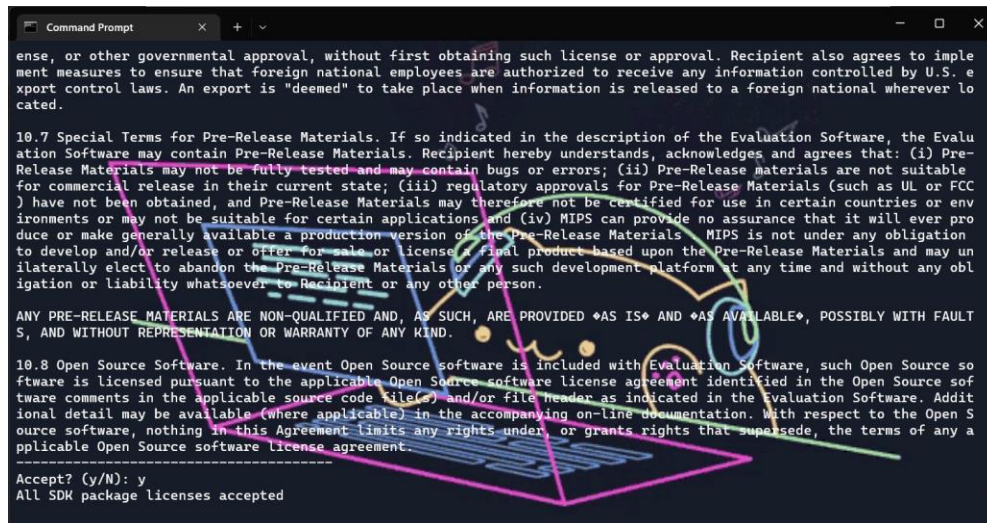 Command Prompt
ense, or other governmental approval, without first obtaining such license or approval. Recipient also agrees to imple
ment measures to ensure that foreign national employees are authorized to receive any information controlled by U.S. e
xport control laws. An export is "deemed" to take place when information is released to a foreign national wherever lo
cated.
10.7 Special Terms for Pre-Release Materials. If so indicated in the description of the Evaluation Software, the Evalu
ation Software may contain Pre-Release Materials. Recipient hereby understands, acknowledges and agrees that: (i) Pre-
Release Materials may not be fully tested and may contain bugs or errors; (ii) Pre-Release materials are not suitable
for commercial release in their current state; (iii) regulatory approvals for Pre-Release Materials (such as UL or FCC
) have not been obtained, and Pre-Release Materials may therefore not be certified for use in certain countries or env
ironments or may not be suitable for certain applications and (iv) MIPS can provide no assurance that it will ever pro
duce or make generally available a production version of the Pre-Release Materials . MIPS is not under any obligation
to develop and/or release or offer for sale or license a final product based upon the Pre-Release Materials and may un
ilaterally elect to abandon the Pre-Release Materials or any such development platform at any time and without any obl
igation or liability whatsoever to Recipient or any other person.
ANY PRE-RELEASE MATERIALS ARE NON-QUALIFIED AND, AS SUCH, ARE PROVIDED �AS IS� AND �AS AVAILABLE�, POSSIBLY WITH FAULT
S, AND WITHOUT REPRESENTATION OR WARRANTY OF ANY KIND.
10.8 Open Source Software. In the event Open Source software is included with Evaluation Software, such Open Source so
ftware is licensed pursuant to the applicable Open Source software license agreement identified in the Open Source sof
tware comments in the applicable source code file(s) and/or file header as indicated in the Evaluation Software. Addit
ional detail may be available (where applicable) in the accompanying on-line documentation. With respect to the Open S
ource software, nothing in this Agreement limits any rights under, or grants rights that supersede, the terms of any a
pplicable Open Source software license agreement.
---------------------------------------
Accept? (y/N): y
All SDK package licenses accepted